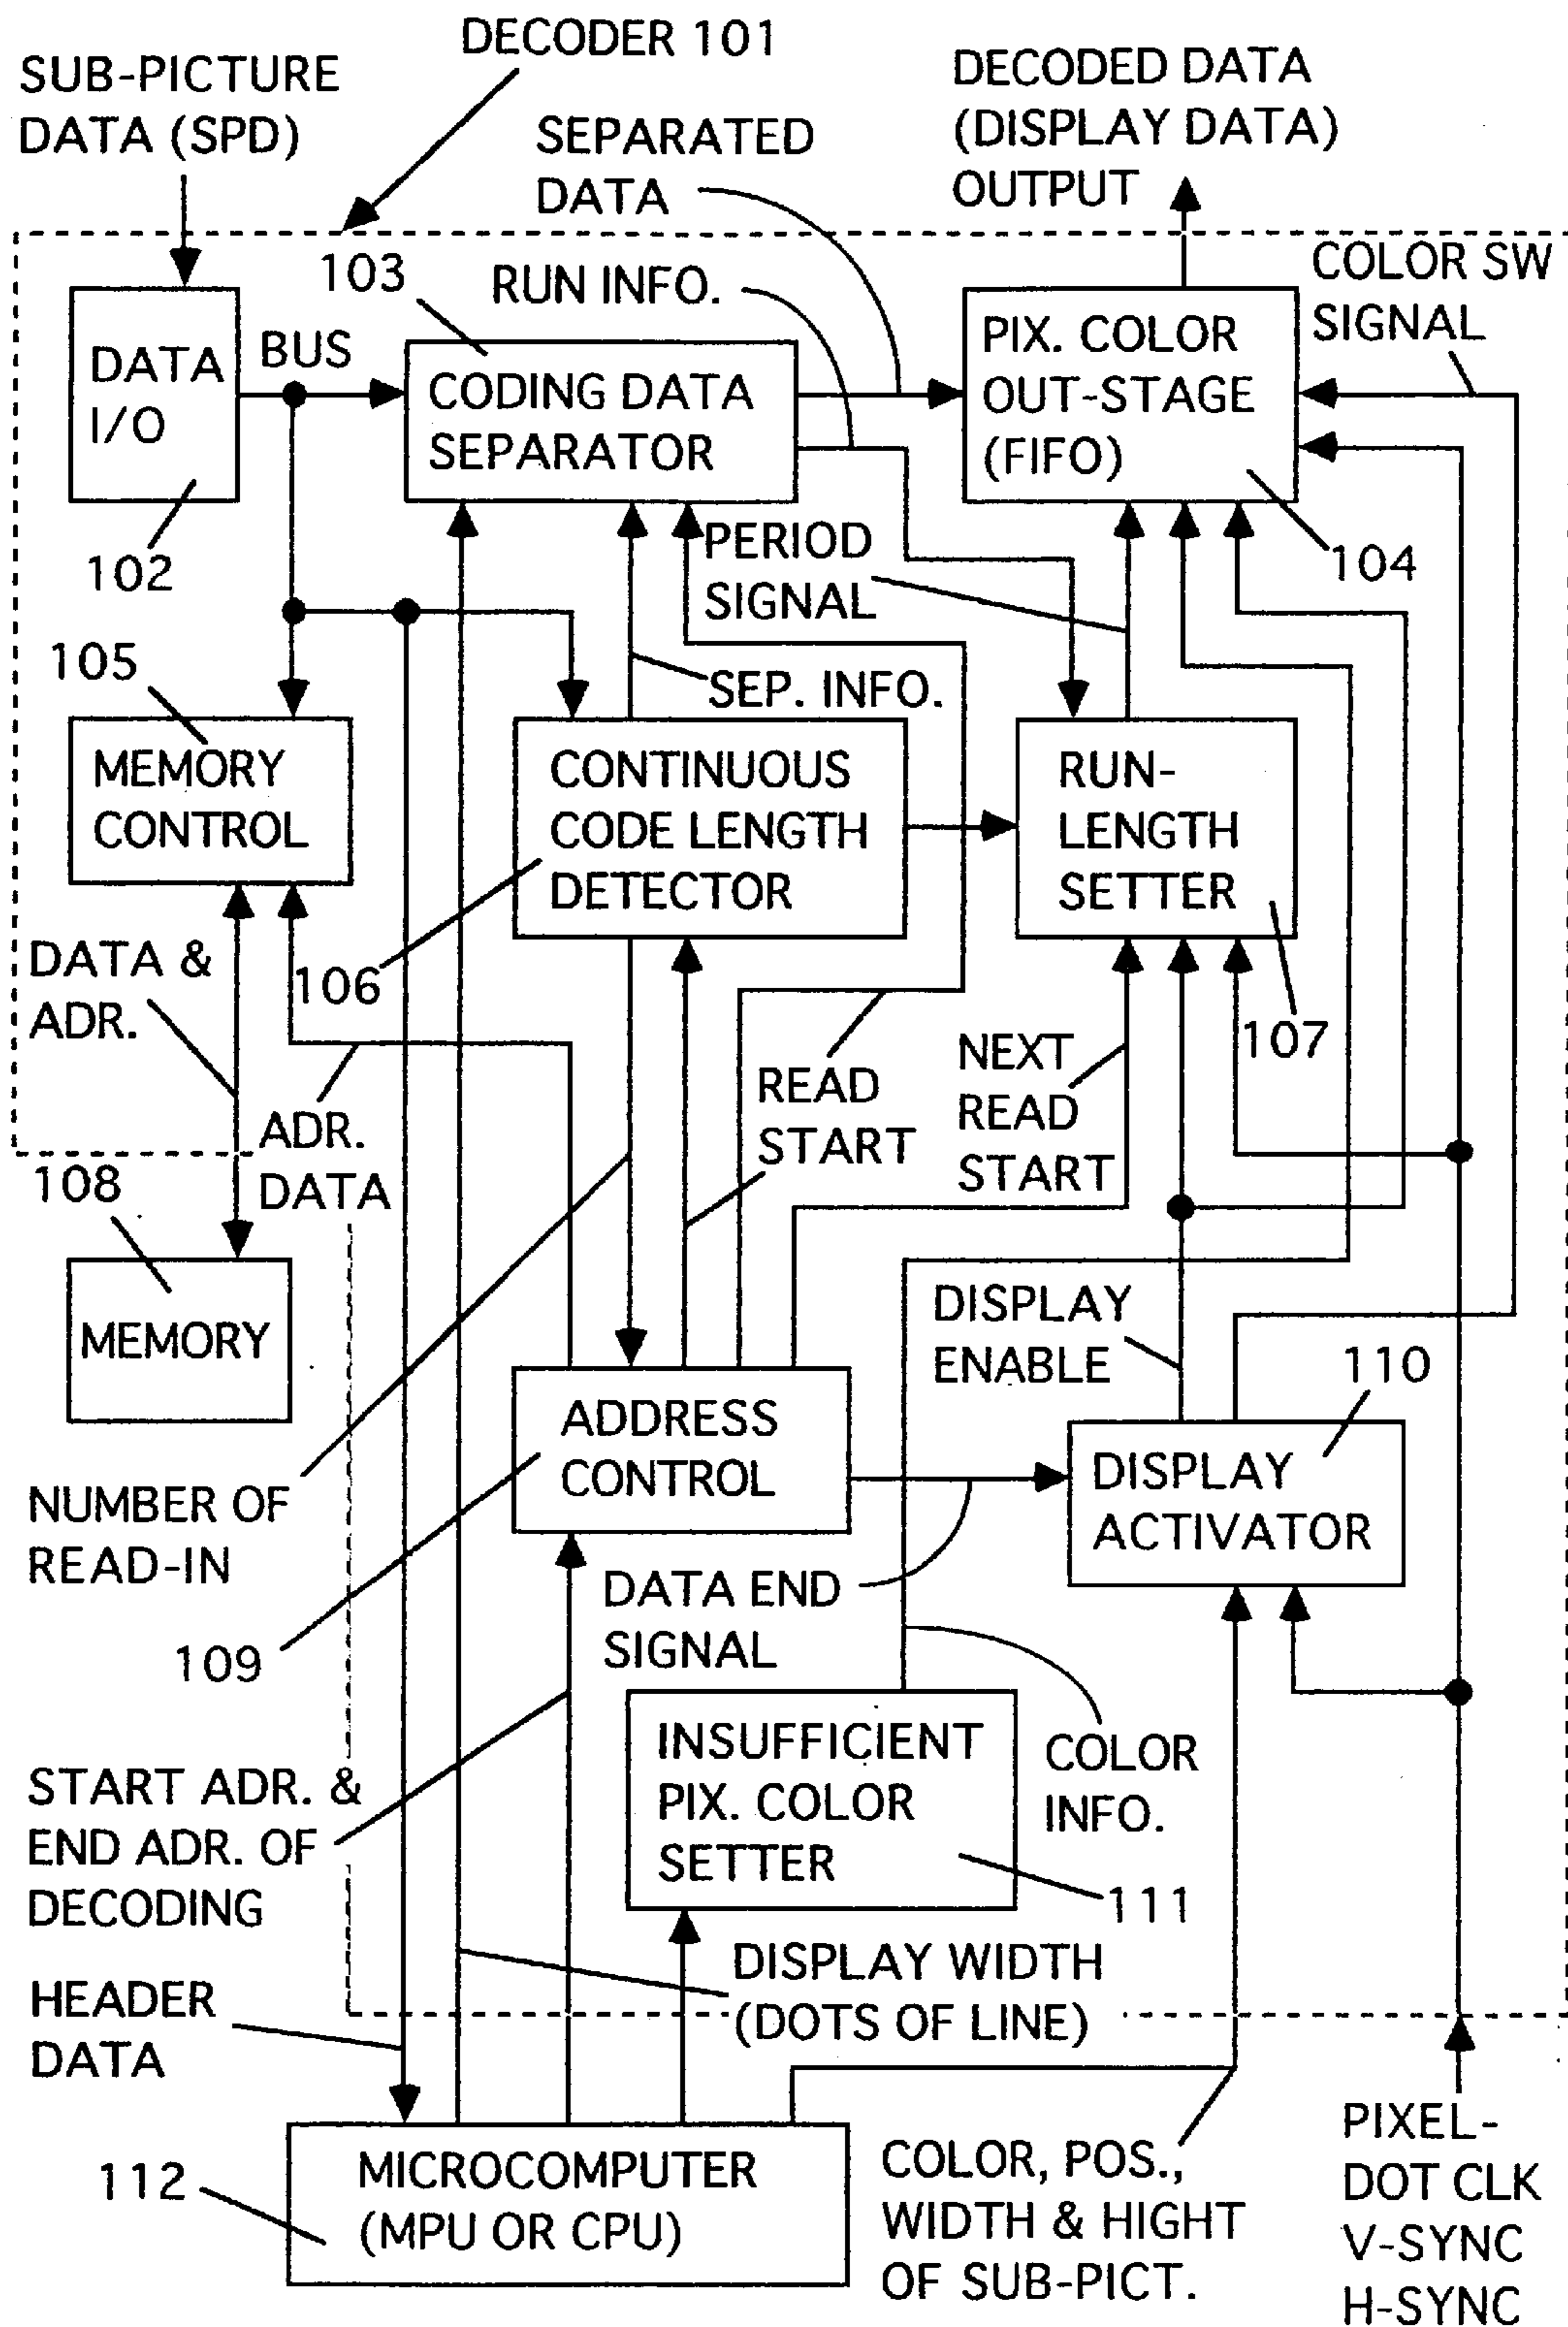 DECODER 101
SUB-PICTURE
DATA (SPD)
SEPARATED
DATA
DECODED DATA
(DISPLAY DATA)
OUTPUT
103
RUN INFO.
COLOR SW
SIGNAL
DATA
I/O
BUS
CODING DATA
SEPARATOR
PIX. COLOR
OUT-STAGE
(FIFO)
102
PERIOD
SIGNAL
104
105
SEP. INFO.
MEMORY
CONTROL
CONTINUOUS
CODE LENGTH
DETECTOR
RUN-
LENGTH
SETTER
DATA &
ADR.
106
107
READ
START
NEXT
READ
START
ADR.
DATA
108
MEMORY
DISPLAY
ENABLE
110
ADDRESS
CONTROL
DISPLAY
ACTIVATOR
NUMBER OF
READ-IN
109
DATA END
SIGNAL
INSUFFICIENT
PIX. COLOR
SETTER
COLOR
INFO.
START ADR. &
END ADR. OF
DECODING
111
DISPLAY WIDTH
(DOTS OF LINE)
HEADER
DATA
112
MICROCOMPUTER
(MPU OR CPU)
COLOR, POS.,
WIDTH & HIGHT
OF SUB-PICT.
PIXEL-
DOT CLK
V-SYNC
H-SYNC